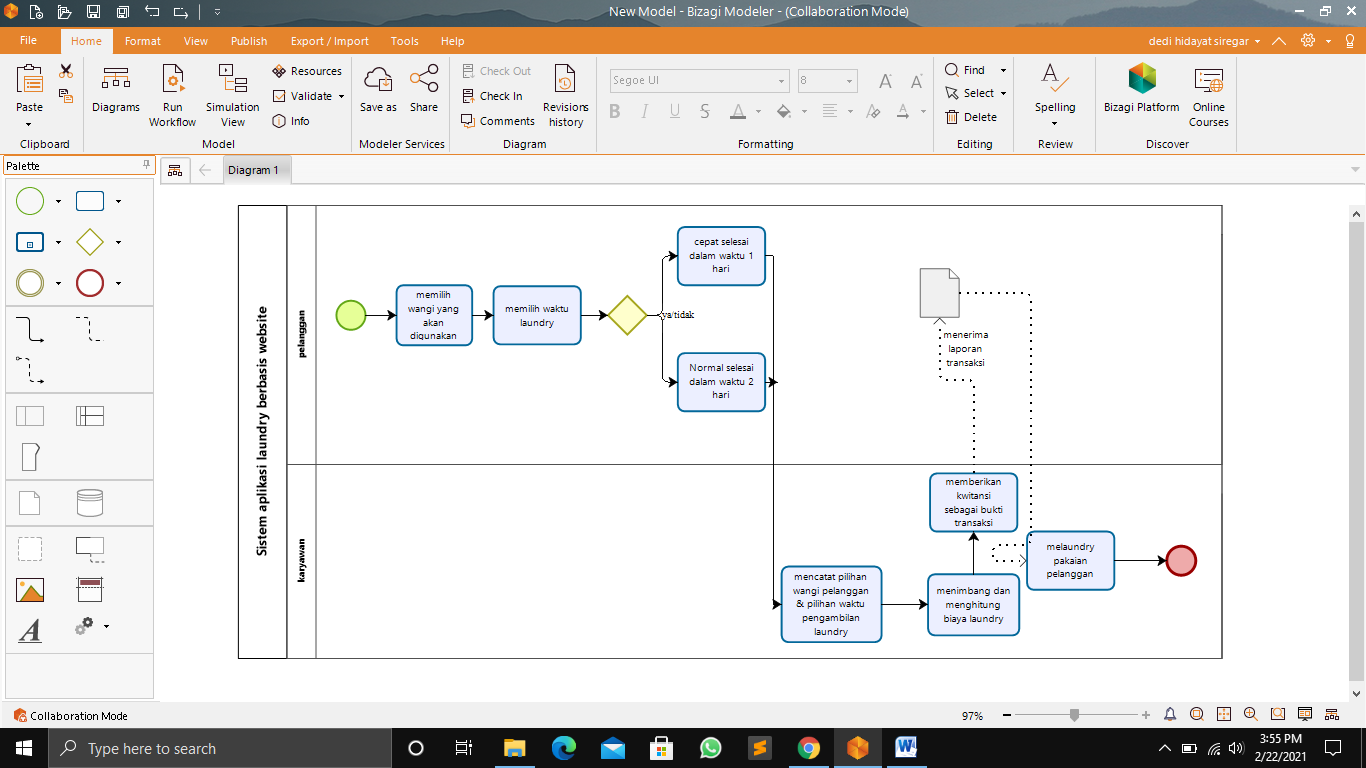 New Model - Bizagi Modeler - (Collaboration Mode)
File
Home
Format
View
Publish
Export / Import
Tools
Help
dedi hidayat siregar
Paste
Clipboard
Diagrams
Run
Workflow
Simulation
View
Resources
Validate
Info
Model
Save as
Share
Modeler Services
Check Out
Check In
Comments
Revisions
history
Diagram
Segoe UI
8
B
I
U
S
A
A
A
A
A
Formatting
Find
Select
Delete
Editing
Spelling
Review
Bizagi Platform
Online
Courses
Discover
Palette
A
Diagram 1
Sistem aplikasi laundry berbasis website
pelanggan
memilih
wangi yang
akan
digunakan
memilih waktu
laundry
ya/tidak
cepat selesai
dalam waktu 1
hari
Normal selesai
dalam waktu 2
hari
menerima
laporan
transaksi
karyawan
mencatat pilihan
wangi pelanggan
& pilihan waktu
pengambilan
laundry
menimbang dan
menghitung
biaya laundry
memberikan
kwitansi
sebagai bukti
transaksi
melaundry
pakaian
pelanggan
Collaboration Mode
97%
Type here to search
3:55 PM
2/22/2021